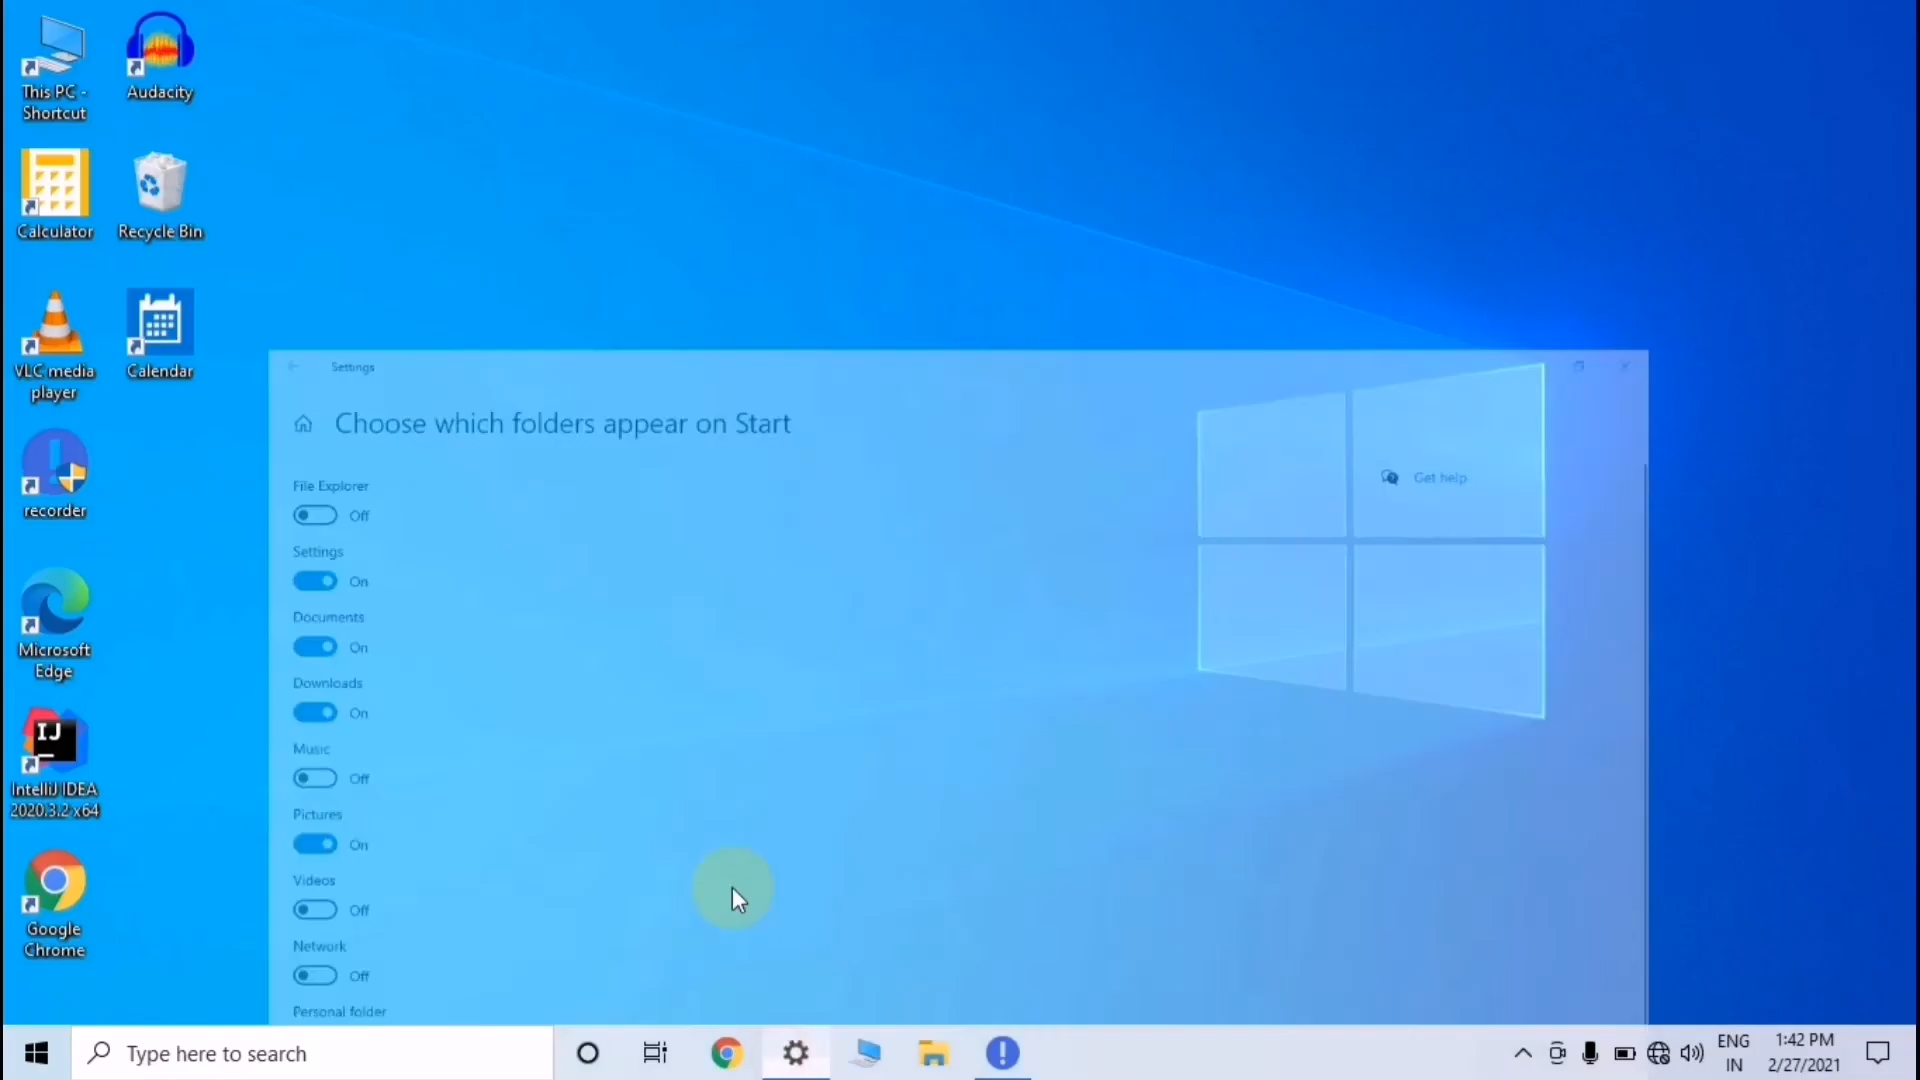 This PC -
Shortcut
Audacity
Calculator
Recycle Bin
VLC media
player
Calendar
recorder
Microsoft
Edge
IJ
IntelliJ IDEA
2020.3.2 x64
Google
Chrome
Settings
Choose which folders appear on Start
Get help
File Explorer
Off
Settings
On
Documents
On
Downloads
On
Music
Off
Pictures
On
Videos
Off
Network
Off
Personal folder
Type here to search
ENG
IN
1:42 PM
2/27/2021